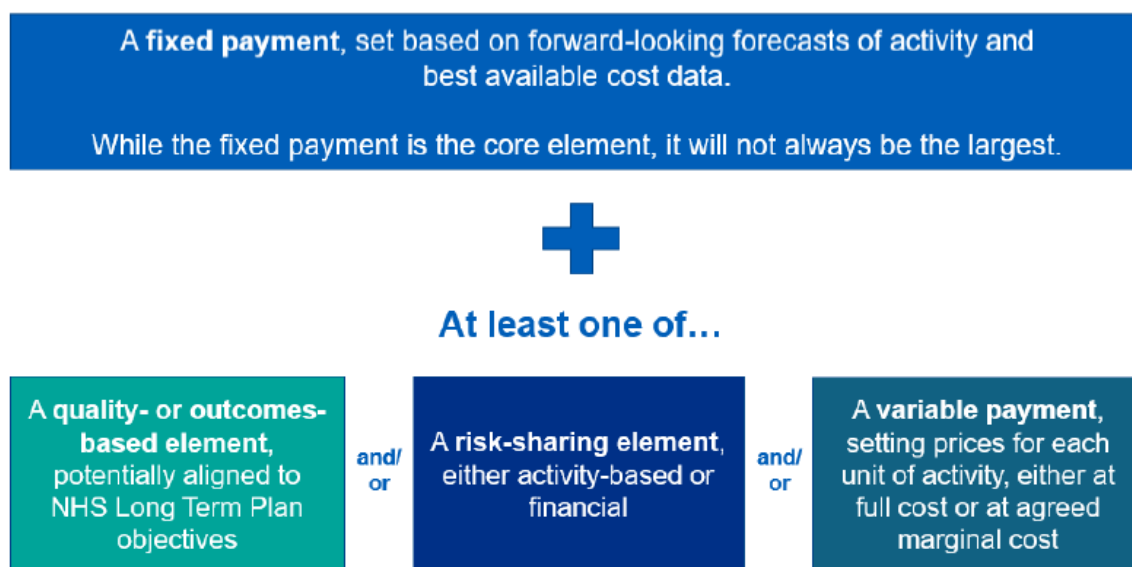 A fixed payment, set based on forward-looking forecasts of activity and
best available cost data.
While the fixed payment is the core element, it will not always be the largest.
At least one of…
A quality- or outcomes-
based element,
potentially aligned to
NHS Long Term Plan
objectives
and/
or
A risk-sharing element,
either activity-based or
financial
and/
or
A variable payment,
setting prices for each
unit of activity, either at
full cost or at agreed
marginal cost